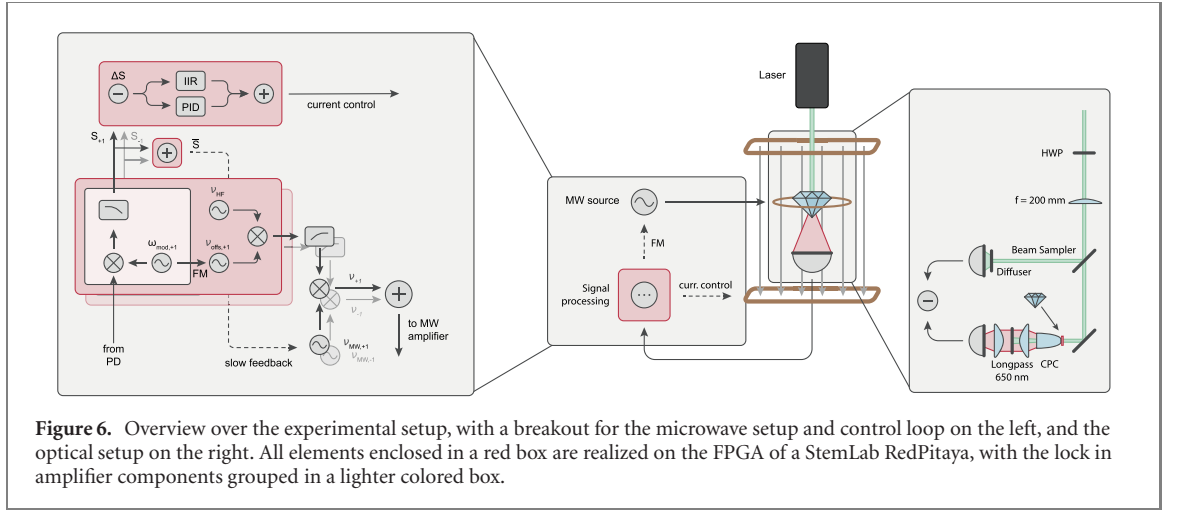 ΔS
IIR
PID
current control
S+1
S-1
S̅
νHF
ωmod,+1
νoffs,+1
FM
ν+1
ν-1
to MW
amplifier
from
PD
slow feedback
νMW,+1
νMW,-1
Laser
MW source
FM
Signal
processing
curr. control
HWP
f = 200 mm
Beam Sampler
Diffuser
Longpass
650 nm
CPC
Figure 6. Overview over the experimental setup, with a breakout for the microwave setup and control loop on the left, and the
optical setup on the right. All elements enclosed in a red box are realized on the FPGA of a StemLab RedPitaya, with the lock in
amplifier components grouped in a lighter colored box.